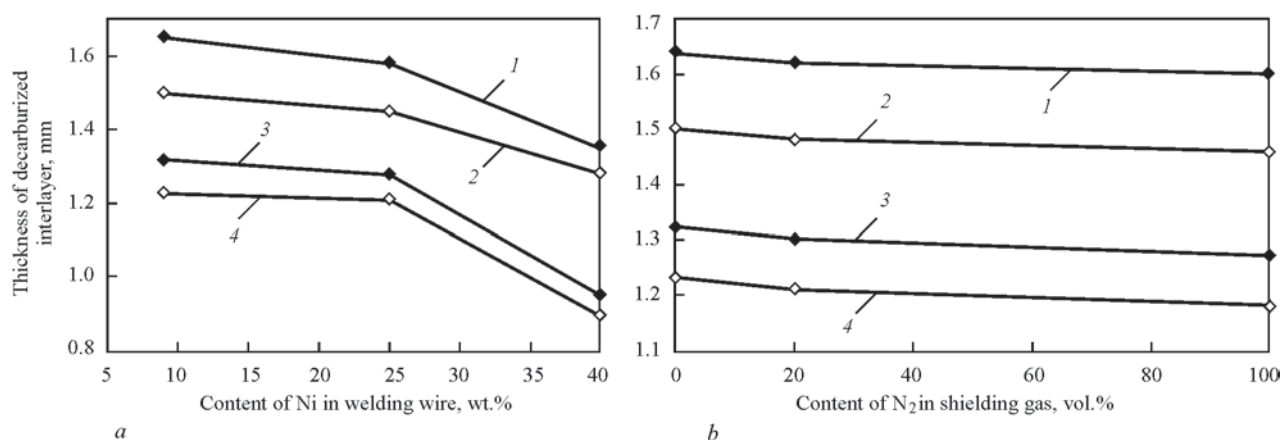 Thickness of decarburized
interlayer, mm
1.6
1.4
1.2
1.0
0.8
1
2
3
4
5 10 15 20 25 30 35 40
Content of Ni in welding wire, wt.%
a
1.7
1.6
1.5
1.4
1.3
1.2
1.1
1
2
3
4
0 20 40 60 80 100
Content of N₂ in shielding gas, vol.%
b